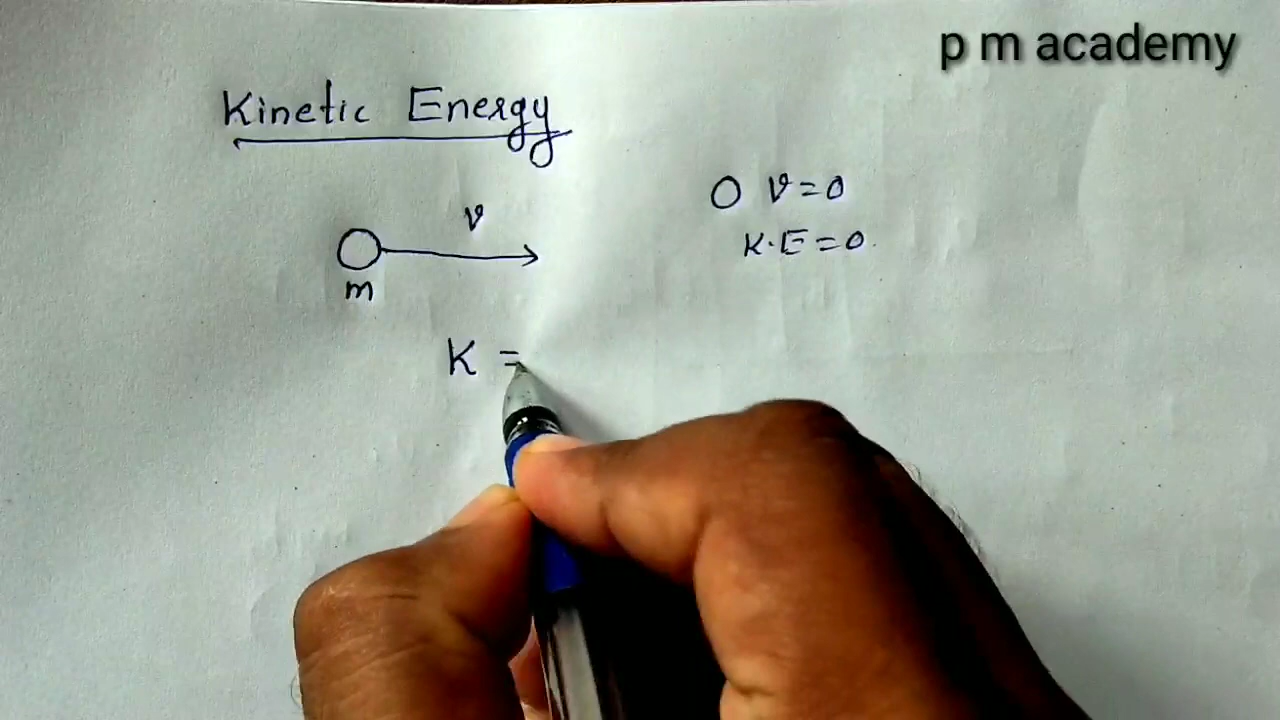 p m academy
Kinetic Energy
v
m
v=0
K.E=0.
K =